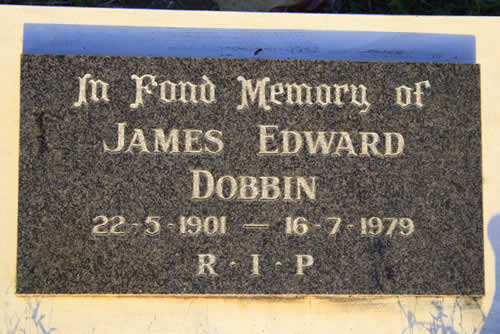 In Fond Memory of
JAMES EDWARD
DOBBIN
22-5-1901 — 16-7-1979
R·I·P